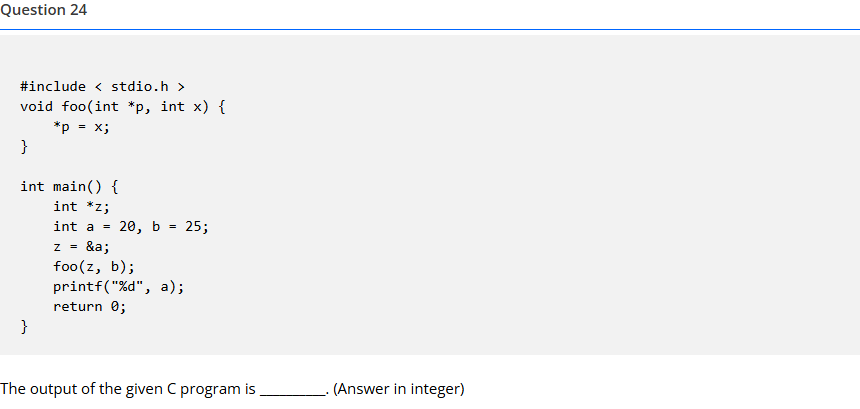 Question 24
#include < stdio.h >
void foo(int *p, int x) {
    *p = x;
}
int main() {
    int *z;
    int a = 20, b = 25;
    z = &a;
    foo(z, b);
    printf("%d", a);
    return 0;
}
The output of the given C program is _________. (Answer in integer)